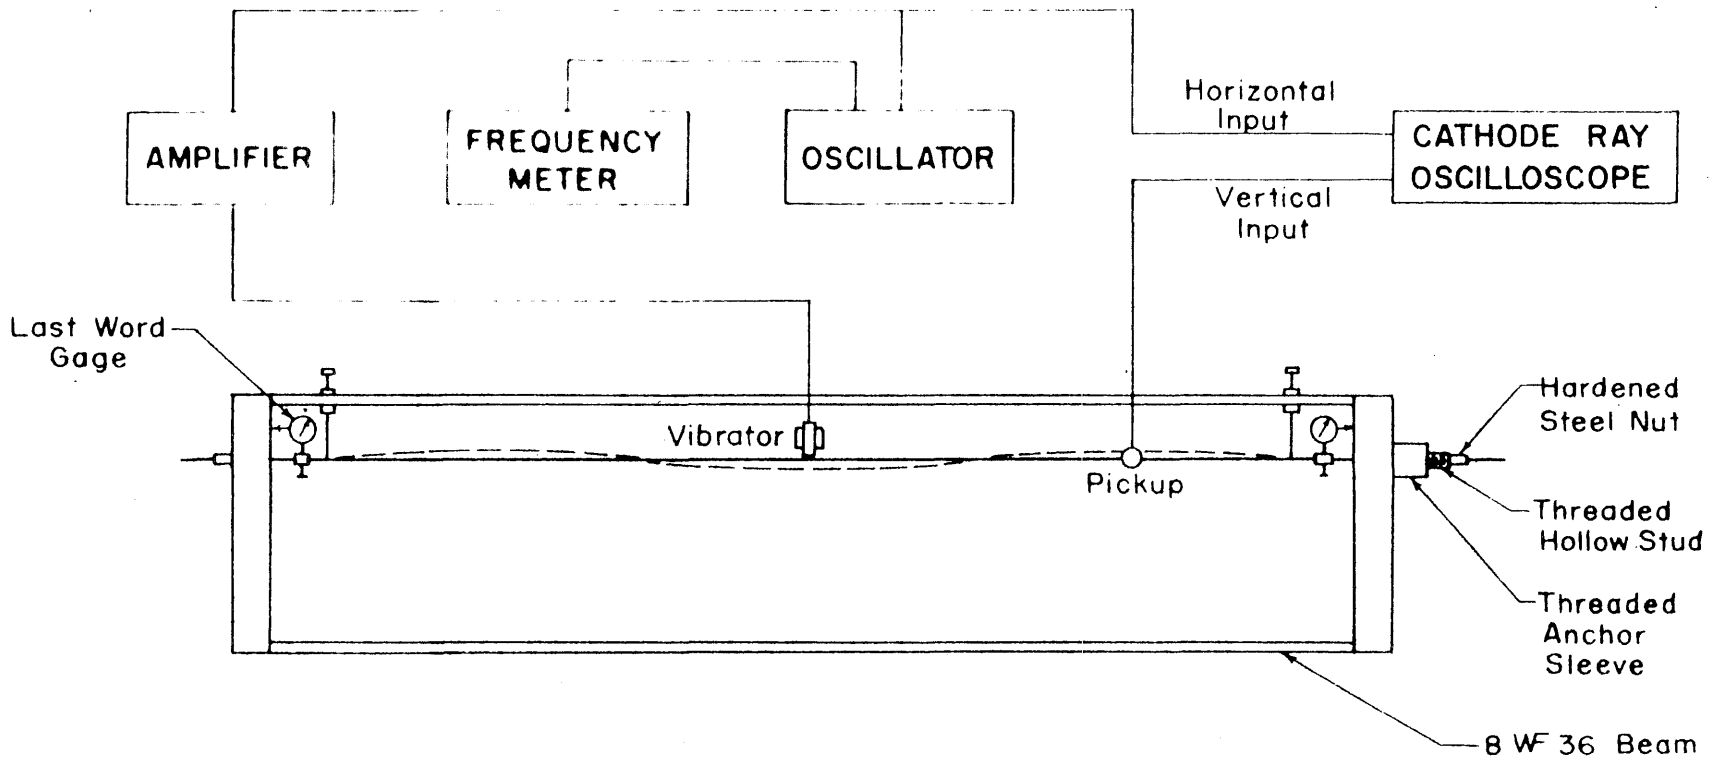 Horizontal
Input
AMPLIFIER
FREQUENCY
METER
OSCILLATOR
CATHODE RAY
OSCILLOSCOPE
Vertical
Input
Last Word
Gage
Vibrator
Pickup
Hardened
Steel Nut
Threaded
Hollow Stud
Threaded
Anchor
Sleeve
8 WF 36 Beam